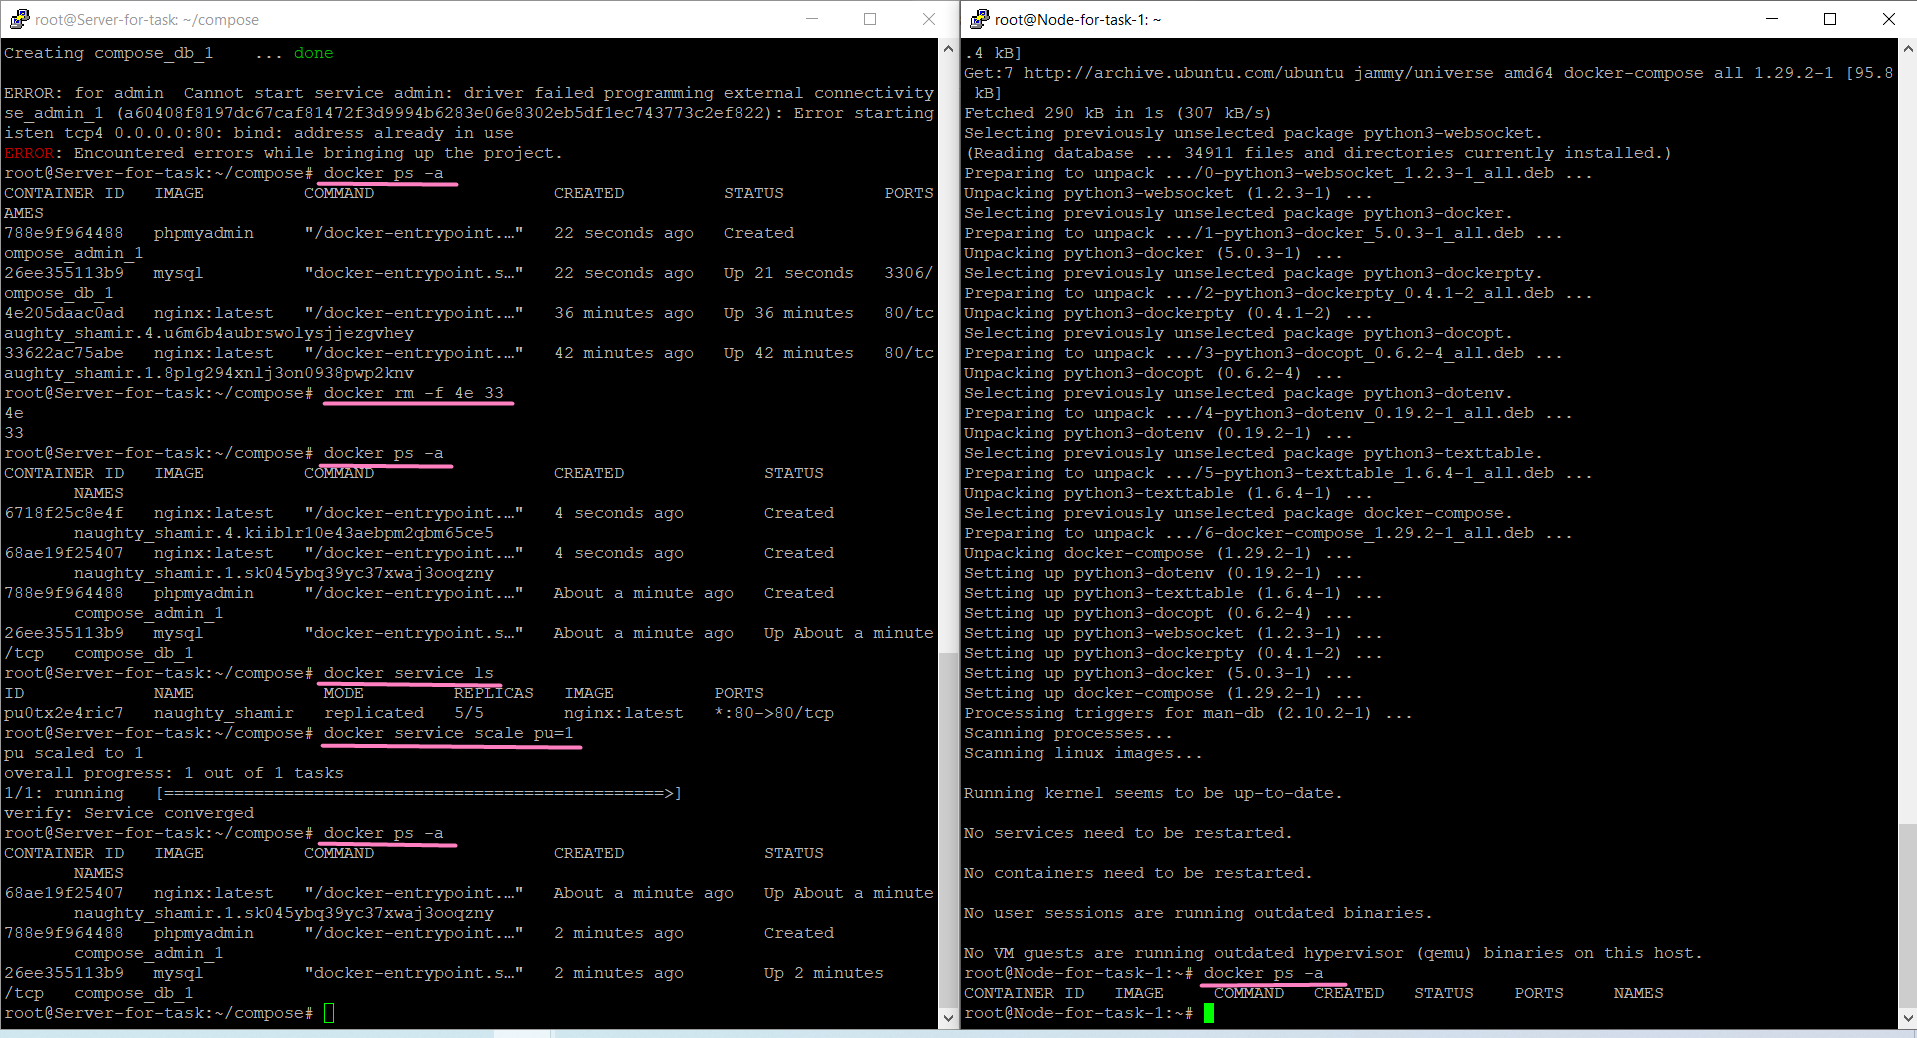 root@Server-for-task: ~/compose
Creating compose_db_1    ... done
ERROR: for admin  Cannot start service admin: driver failed programming external connectivity
se_admin_1 (a60408f8197dc67caf81472f3d9994b6283e06e8302eb5df1ec743773c2ef822): Error starting
isten tcp4 0.0.0.0:80: bind: address already in use
ERROR: Encountered errors while bringing up the project.
root@Server-for-task:~/compose# docker ps -a
CONTAINER ID   IMAGE          COMMAND                  CREATED          STATUS          PORTS
AMES
788e9f964488   phpmyadmin     "/docker-entrypoint.…"   22 seconds ago   Created
ompose_admin_1
26ee355113b9   mysql          "docker-entrypoint.s…"   22 seconds ago   Up 21 seconds   3306/
ompose_db_1
4e205daac0ad   nginx:latest   "/docker-entrypoint.…"   36 minutes ago   Up 36 minutes   80/tc
aughty_shamir.4.u6m6b4aubrswolysjjezgvhey
33622ac75abe   nginx:latest   "/docker-entrypoint.…"   42 minutes ago   Up 42 minutes   80/tc
aughty_shamir.1.8plg294xnlj3on0938pwp2knv
root@Server-for-task:~/compose# docker rm -f 4e 33
4e
33
root@Server-for-task:~/compose# docker ps -a
CONTAINER ID   IMAGE          COMMAND                  CREATED              STATUS
       NAMES
6718f25c8e4f   nginx:latest   "/docker-entrypoint.…"   4 seconds ago        Created
       naughty_shamir.4.kiiblr10e43aebpm2qbm65ce5
68ae19f25407   nginx:latest   "/docker-entrypoint.…"   4 seconds ago        Created
       naughty_shamir.1.sk045ybq39yc37xwaj3ooqzny
788e9f964488   phpmyadmin     "/docker-entrypoint.…"   About a minute ago   Created
       compose_admin_1
26ee355113b9   mysql          "docker-entrypoint.s…"   About a minute ago   Up About a minute
/tcp   compose_db_1
root@Server-for-task:~/compose# docker service ls
ID             NAME             MODE         REPLICAS   IMAGE          PORTS
pu0tx2e4ric7   naughty_shamir   replicated   5/5        nginx:latest   *:80->80/tcp
root@Server-for-task:~/compose# docker service scale pu=1
pu scaled to 1
overall progress: 1 out of 1 tasks
1/1: running   [==================================================>]
verify: Service converged
root@Server-for-task:~/compose# docker ps -a
CONTAINER ID   IMAGE          COMMAND                  CREATED              STATUS
       NAMES
68ae19f25407   nginx:latest   "/docker-entrypoint.…"   About a minute ago   Up About a minute
       naughty_shamir.1.sk045ybq39yc37xwaj3ooqzny
788e9f964488   phpmyadmin     "/docker-entrypoint.…"   2 minutes ago        Created
       compose_admin_1
26ee355113b9   mysql          "docker-entrypoint.s…"   2 minutes ago        Up 2 minutes
/tcp   compose_db_1
root@Server-for-task:~/compose#
root@Node-for-task-1: ~
.4 kB]
Get:7 http://archive.ubuntu.com/ubuntu jammy/universe amd64 docker-compose all 1.29.2-1 [95.8
 kB]
Fetched 290 kB in 1s (307 kB/s)
Selecting previously unselected package python3-websocket.
(Reading database ... 34911 files and directories currently installed.)
Preparing to unpack .../0-python3-websocket_1.2.3-1_all.deb ...
Unpacking python3-websocket (1.2.3-1) ...
Selecting previously unselected package python3-docker.
Preparing to unpack .../1-python3-docker_5.0.3-1_all.deb ...
Unpacking python3-docker (5.0.3-1) ...
Selecting previously unselected package python3-dockerpty.
Preparing to unpack .../2-python3-dockerpty_0.4.1-2_all.deb ...
Unpacking python3-dockerpty (0.4.1-2) ...
Selecting previously unselected package python3-docopt.
Preparing to unpack .../3-python3-docopt_0.6.2-4_all.deb ...
Unpacking python3-docopt (0.6.2-4) ...
Selecting previously unselected package python3-dotenv.
Preparing to unpack .../4-python3-dotenv_0.19.2-1_all.deb ...
Unpacking python3-dotenv (0.19.2-1) ...
Selecting previously unselected package python3-texttable.
Preparing to unpack .../5-python3-texttable_1.6.4-1_all.deb ...
Unpacking python3-texttable (1.6.4-1) ...
Selecting previously unselected package docker-compose.
Preparing to unpack .../6-docker-compose_1.29.2-1_all.deb ...
Unpacking docker-compose (1.29.2-1) ...
Setting up python3-dotenv (0.19.2-1) ...
Setting up python3-texttable (1.6.4-1) ...
Setting up python3-docopt (0.6.2-4) ...
Setting up python3-websocket (1.2.3-1) ...
Setting up python3-dockerpty (0.4.1-2) ...
Setting up python3-docker (5.0.3-1) ...
Setting up docker-compose (1.29.2-1) ...
Processing triggers for man-db (2.10.2-1) ...
Scanning processes...
Scanning linux images...
Running kernel seems to be up-to-date.
No services need to be restarted.
No containers need to be restarted.
No user sessions are running outdated binaries.
No VM guests are running outdated hypervisor (qemu) binaries on this host.
root@Node-for-task-1:~# docker ps -a
CONTAINER ID   IMAGE     COMMAND   CREATED   STATUS    PORTS     NAMES
root@Node-for-task-1:~#